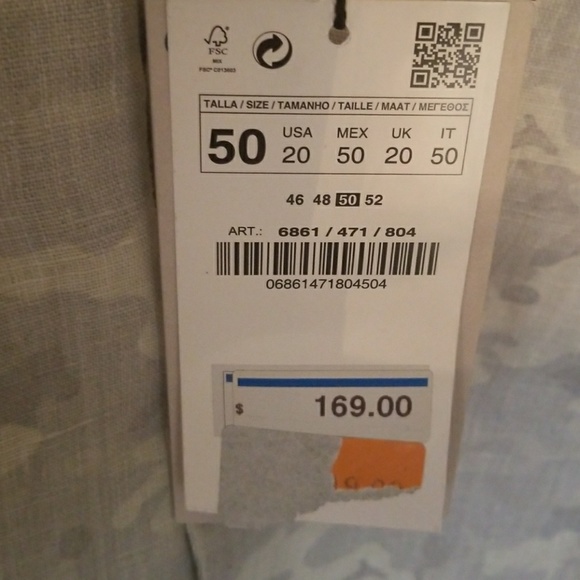 FSC
MIX
TALLA / SIZE / TAMANHO / TAILLE / MAAT / ΜΕΓΕΘΟΣ
50 USA 20 MEX 50 UK 20 IT 50
46 48 50 52
ART.: 6861 / 471 / 804
06861471804504
$ 169.00